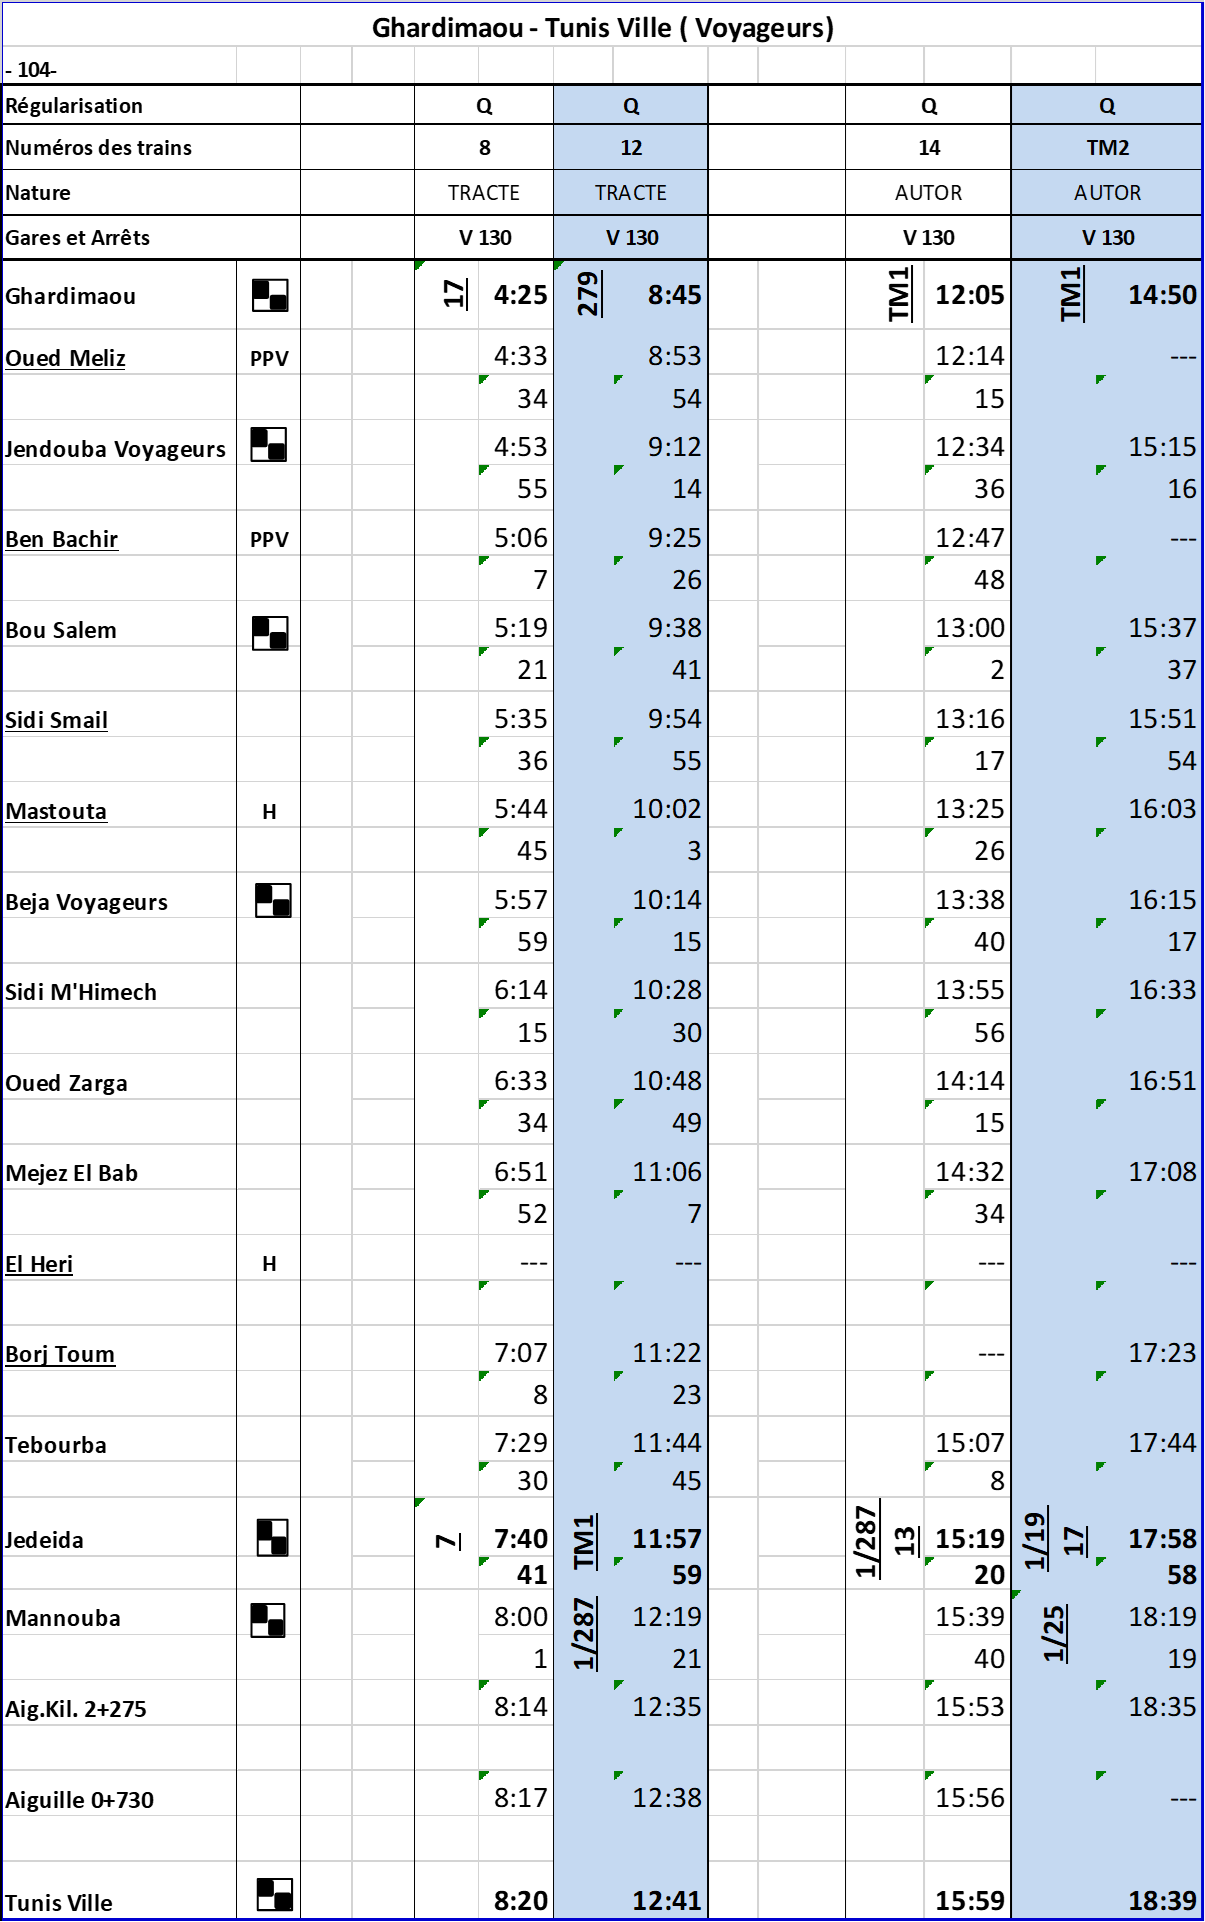 Ghardimaou - Tunis Ville ( Voyageurs)
- 104-
Régularisation Q Q Q Q
Numéros des trains 8 12 14 TM2
Nature TRACTE TRACTE AUTOR AUTOR
Gares et Arrêts V 130 V 130 V 130 V 130
Ghardimaou 17 4:25 279 8:45 TM1 12:05 TM1 14:50
Oued Meliz PPV 4:33 8:53 12:14 ---
34 54 15
Jendouba Voyageurs 4:53 9:12 12:34 15:15
55 14 36 16
Ben Bachir PPV 5:06 9:25 12:47 ---
7 26 48
Bou Salem 5:19 9:38 13:00 15:37
21 41 2 37
Sidi Smail 5:35 9:54 13:16 15:51
36 55 17 54
Mastouta H 5:44 10:02 13:25 16:03
45 3 26
Beja Voyageurs 5:57 10:14 13:38 16:15
59 15 40 17
Sidi M'Himech 6:14 10:28 13:55 16:33
15 30 56
Oued Zarga 6:33 10:48 14:14 16:51
34 49 15
Mejez El Bab 6:51 11:06 14:32 17:08
52 7 34
El Heri H --- --- --- ---
Borj Toum 7:07 11:22 --- 17:23
8 23
Tebourba 7:29 11:44 15:07 17:44
30 45 8
Jedeida 7 7:40 TM1 11:57 1/287 13 15:19 1/19 17 17:58
41 59 20 58
Mannouba 8:00 1/287 12:19 15:39 1/25 18:19
1 21 40 19
Aig.Kil. 2+275 8:14 12:35 15:53 18:35
Aiguille 0+730 8:17 12:38 15:56 ---
Tunis Ville 8:20 12:41 15:59 18:39